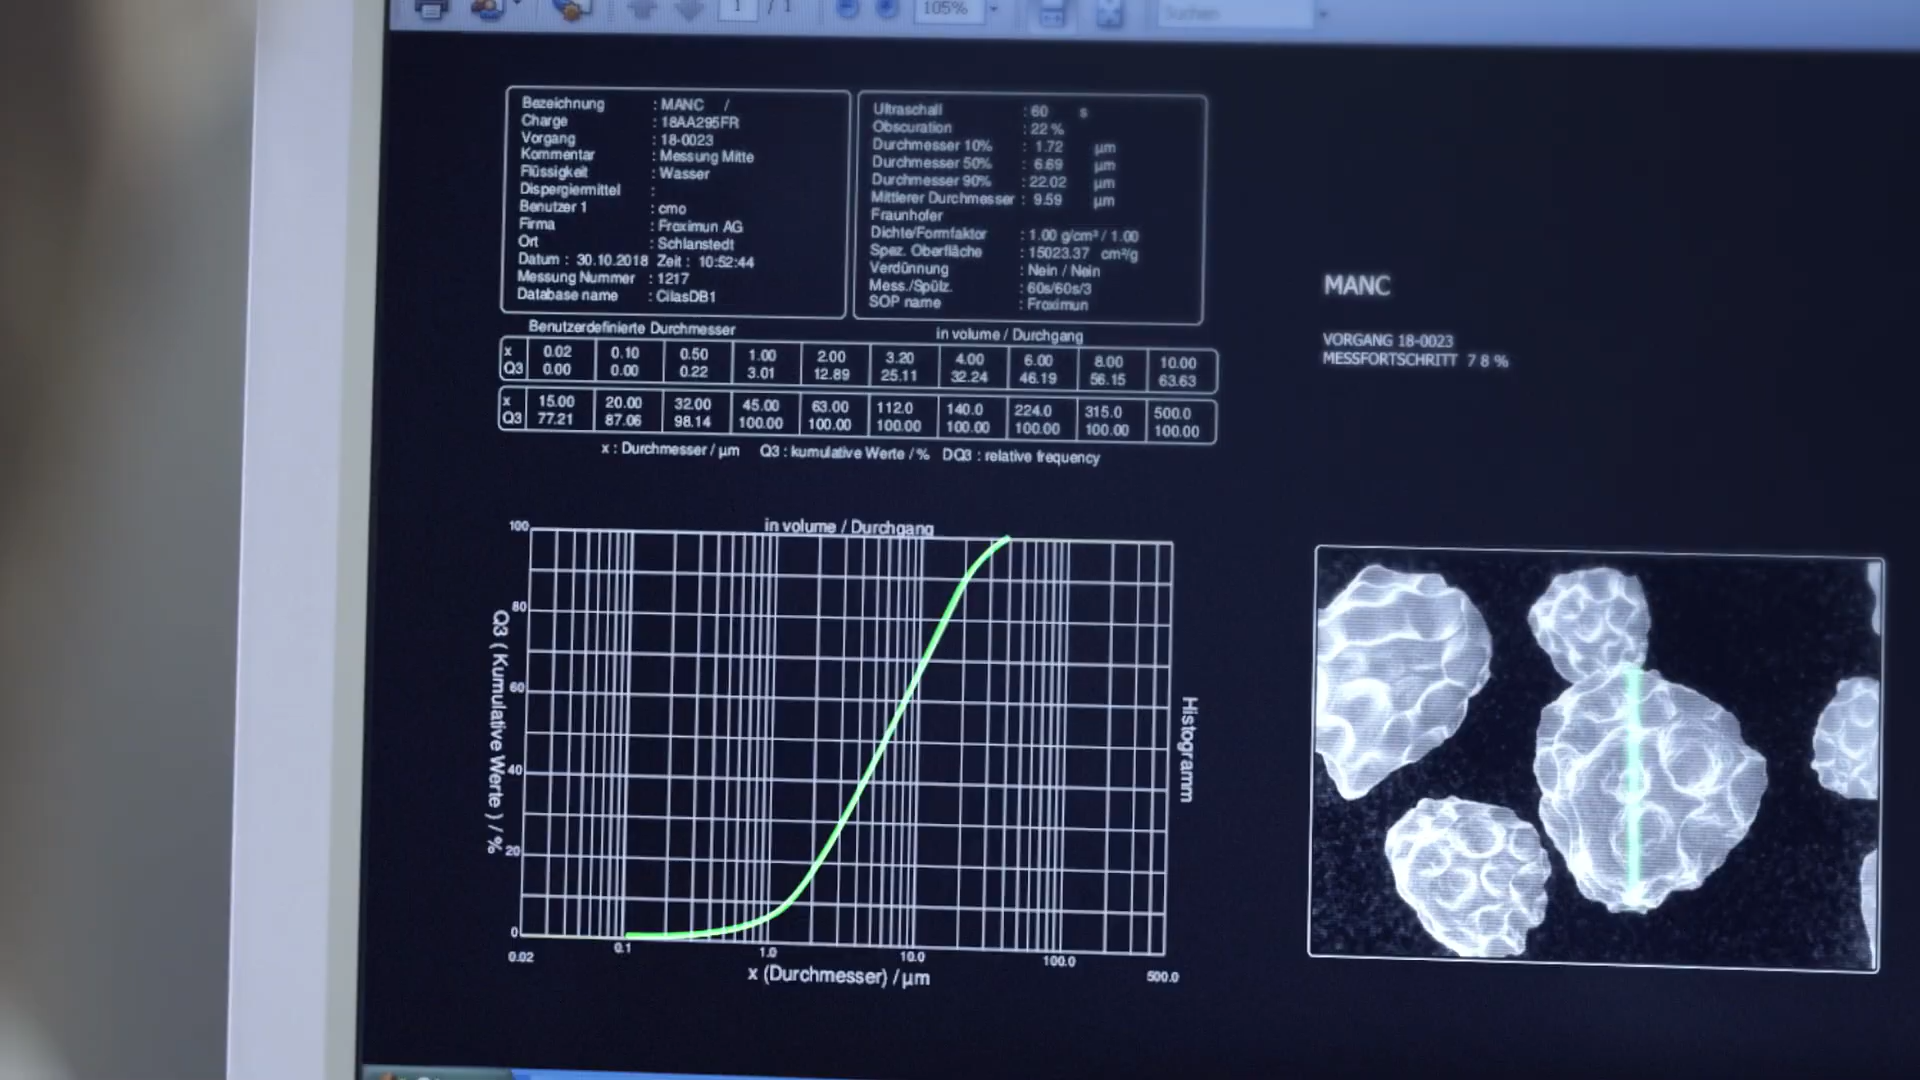 1 / 1
105%
Suchen
Bezeichnung : MANC /
Charge : 18AA295FR
Vorgang : 18-0023
Kommentar : Messung Mitte
Flüssigkeit : Wasser
Dispergiermittel :
Benutzer 1 : cmo
Firma : Froximun AG
Ort : Schlanstedt
Datum : 30.10.2018 Zeit : 10:52:44
Messung Nummer : 1217
Database name : CilasDB1
Ultraschall : 60 s
Obscuration : 22 %
Durchmesser 10% : 1.72 µm
Durchmesser 50% : 6.69 µm
Durchmesser 90% : 22.02 µm
Mittlerer Durchmesser : 9.59 µm
Fraunhofer
Dichte/Formfaktor : 1.00 g/cm³ / 1.00
Spez. Oberfläche : 15023.37 cm²/g
Verdünnung : Nein / Nein
Mess./Spülz. : 60s/60s/3
SOP name : Froximun
Benutzerdefinierte Durchmesser in volume / Durchgang
x 0.02 0.10 0.50 1.00 2.00 3.20 4.00 6.00 8.00 10.00
Q3 0.00 0.00 0.22 3.01 12.89 25.11 32.24 46.19 56.15 63.63
x 15.00 20.00 32.00 45.00 63.00 112.0 140.0 224.0 315.0 500.0
Q3 77.21 87.06 98.14 100.00 100.00 100.00 100.00 100.00 100.00 100.00
x : Durchmesser / µm Q3 : kumulative Werte / % DQ3 : relative frequency
in volume / Durchgang
100
80
60
40
20
0
Q3 ( Kumulative Werte ) / %
Histogramm
0.02 0.1 1.0 10.0 100.0 500.0
x (Durchmesser) / µm
MANC
VORGANG 18-0023
MESSFORTSCHRITT 78%